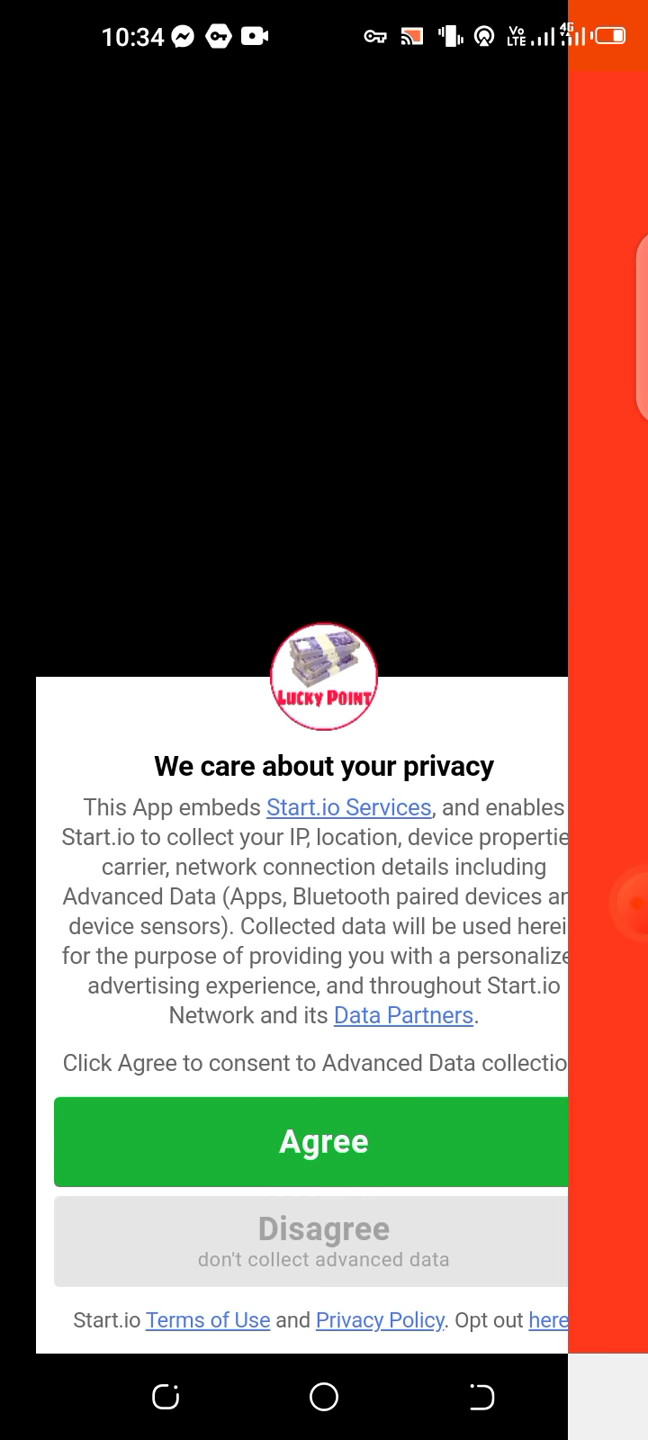 10:34
Vo
LTE
4G
LUCKY POINT
We care about your privacy
This App embeds Start.io Services, and enables
Start.io to collect your IP, location, device propertie
carrier, network connection details including
Advanced Data (Apps, Bluetooth paired devices an
device sensors). Collected data will be used herei
for the purpose of providing you with a personalize
advertising experience, and throughout Start.io
Network and its Data Partners.
Click Agree to consent to Advanced Data collectio
Agree
Disagree
don't collect advanced data
Start.io Terms of Use and Privacy Policy. Opt out here